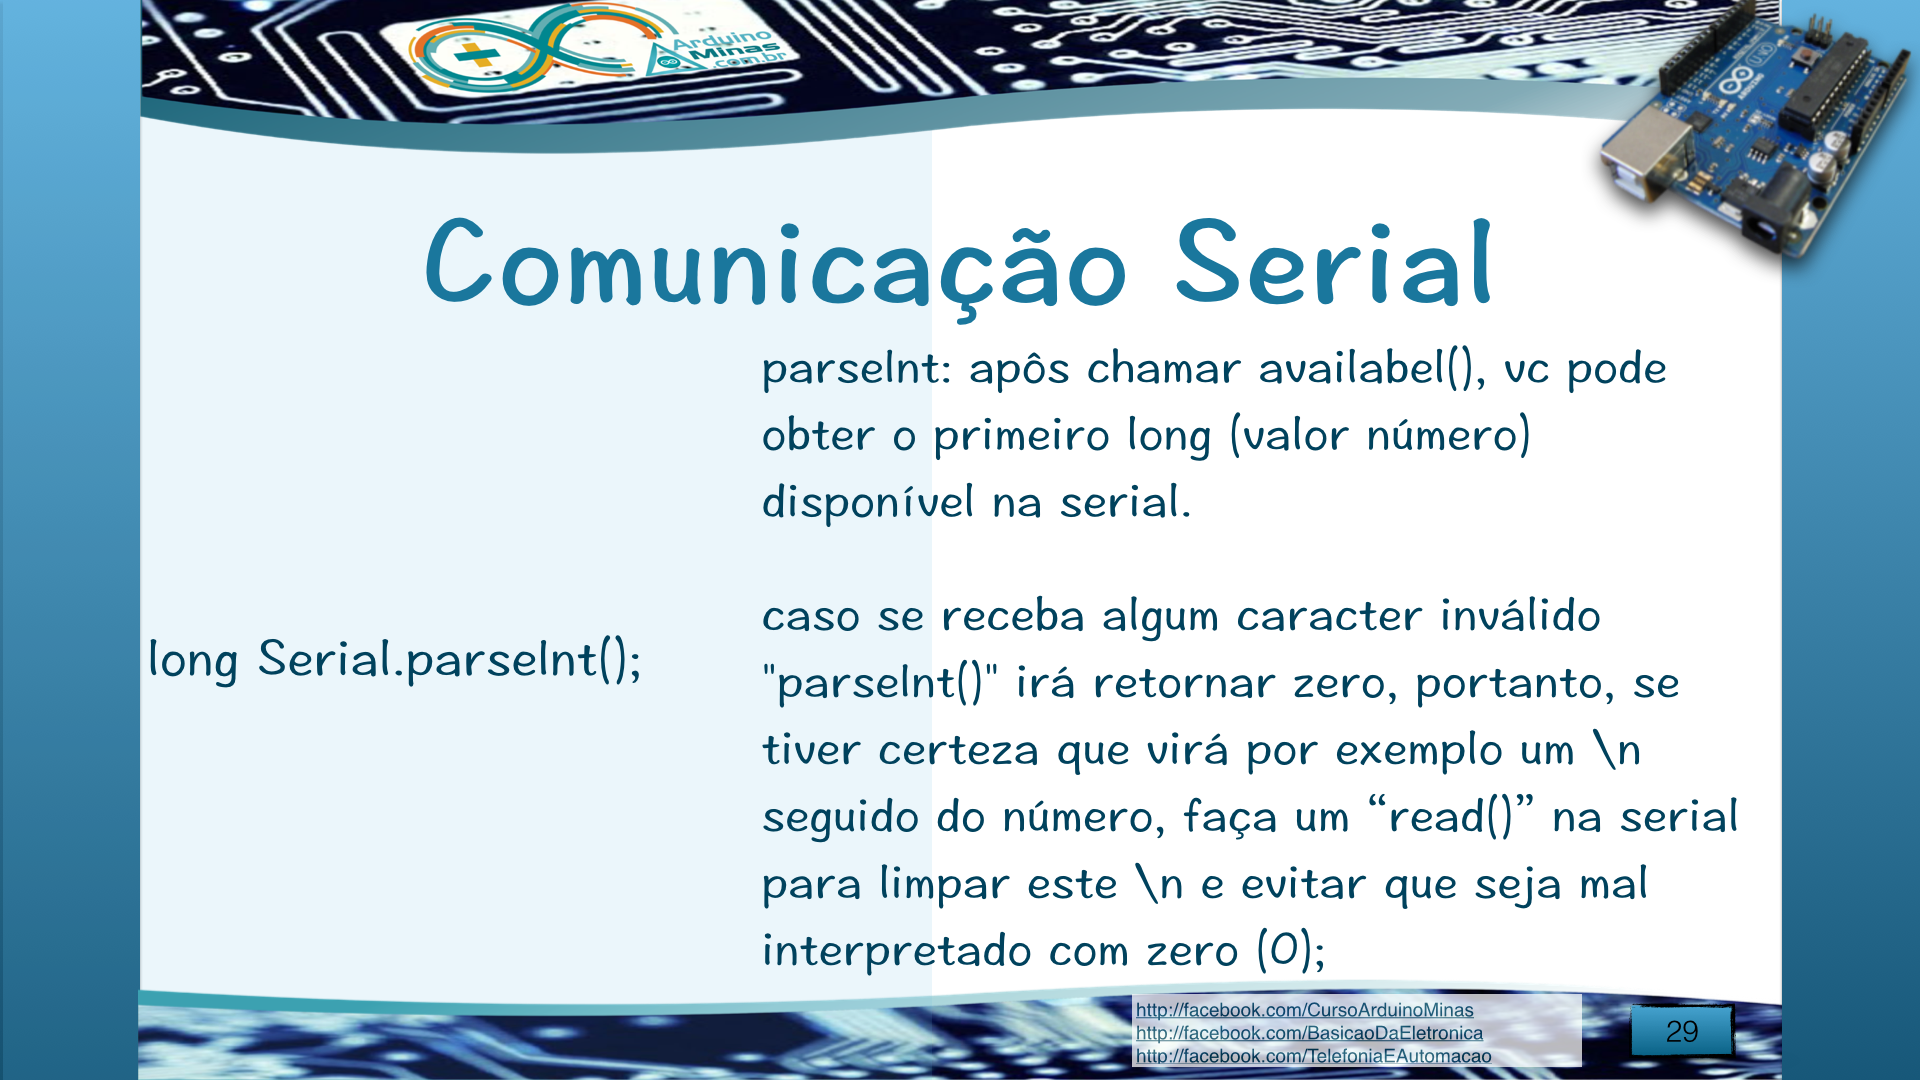 Arduino
Minas
.com.br
Comunicação Serial
long Serial.parseInt();
parseInt: apôs chamar availabel(), vc pode
obter o primeiro long (valor número)
disponível na serial.
caso se receba algum caracter inválido
"parseInt()" irá retornar zero, portanto, se
tiver certeza que virá por exemplo um \n
seguido do número, faça um “read()” na serial
para limpar este \n e evitar que seja mal
interpretado com zero (0);
http://facebook.com/CursoArduinoMinas
http://facebook.com/BasicaoDaEletronica
http://facebook.com/TelefoniaEAutomacao
29